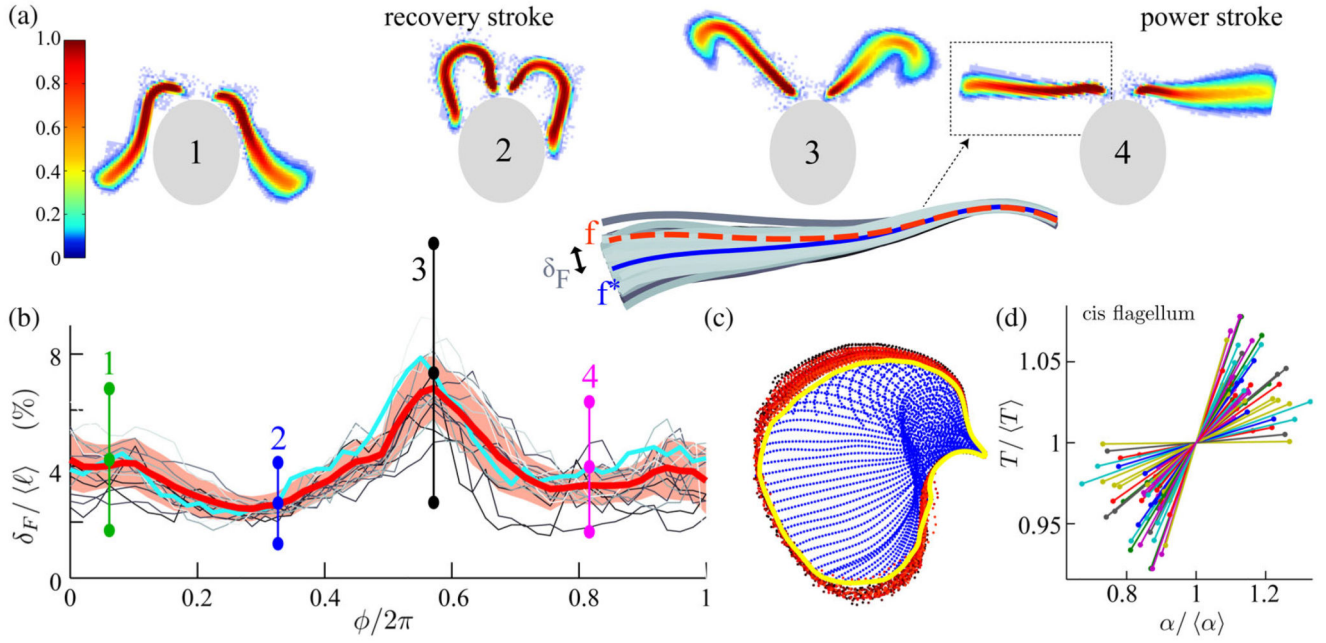 (a)
recovery stroke
power stroke
1.0
0.8
0.6
0.4
0.2
0
1
2
3
4
f
δF
f*
(b)
δF / ⟨ℓ⟩ (%)
8
4
0
1
2
3
4
0
0.2
0.4
0.6
0.8
1
ϕ/2π
(c)
(d)
cis flagellum
T/⟨T⟩
1.05
1
0.95
0.8
1
1.2
α/⟨α⟩